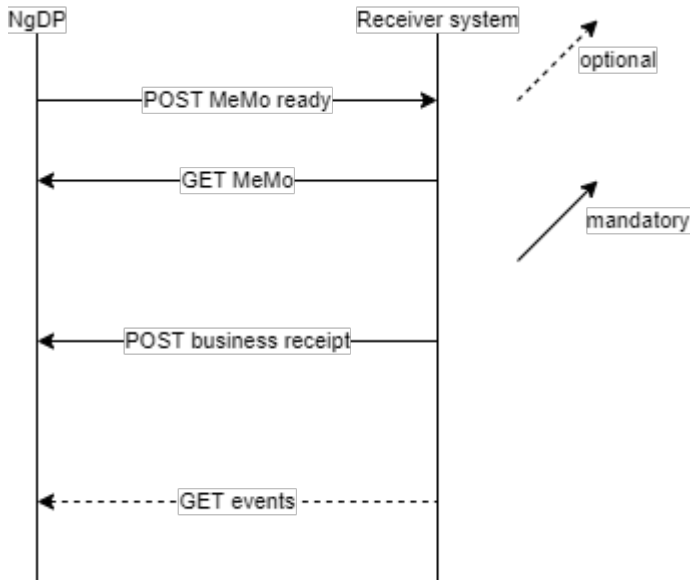 NgDP
Receiver system
optional
POST MeMo ready
GET MeMo
mandatory
POST business receipt
GET events